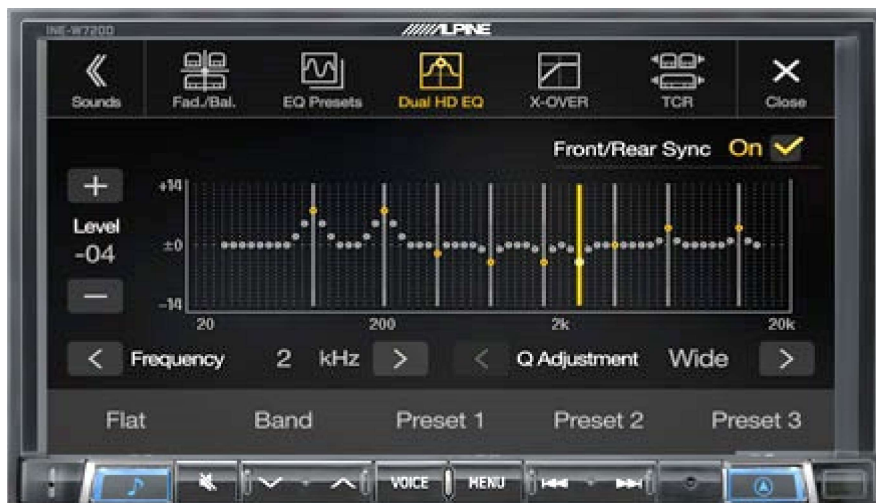 INE-W720D
ALPINE
Sounds
Fad./Bal.
EQ Presets
Dual HD EQ
X-OVER
TCR
Close
Front/Rear Sync On
+14
Level
-04
±0
-14
20 200 2k 20k
Frequency 2 kHz
Q Adjustment Wide
Flat Band Preset 1 Preset 2 Preset 3
VOICE MENU